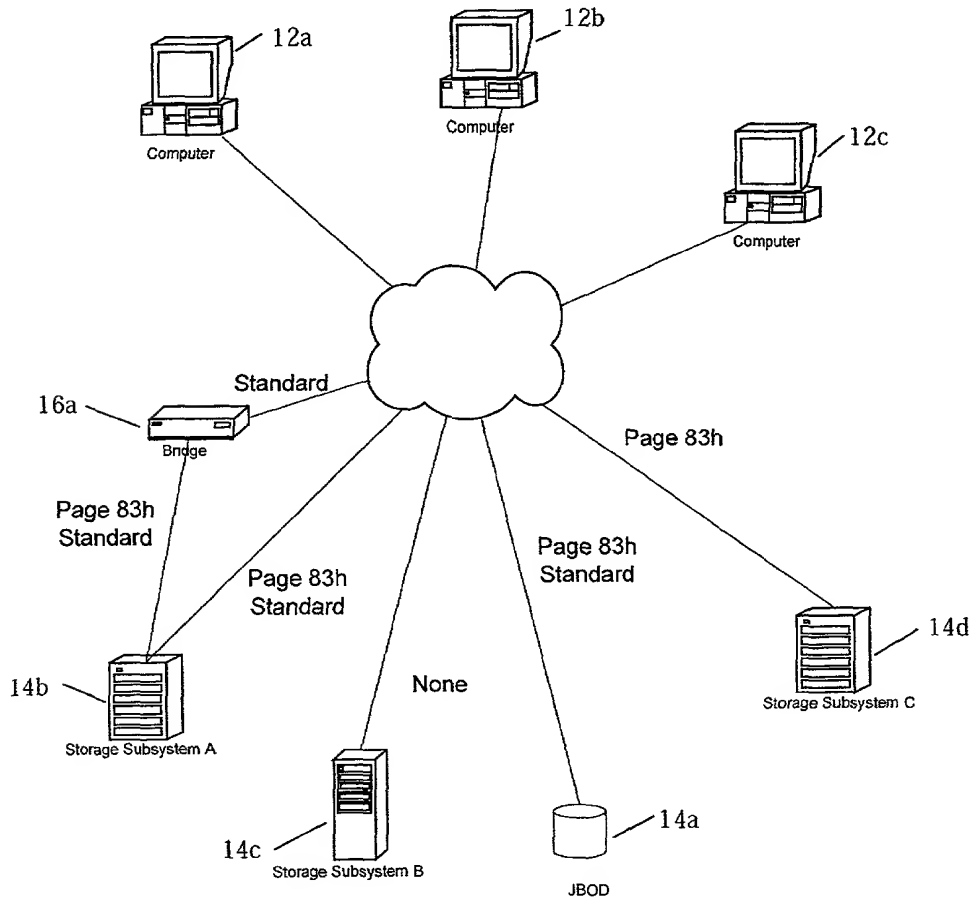 12a
12b
Computer
Computer
12c
Computer
Standard
16a
Bridge
Page 83h
Page 83h
Standard
Page 83h
Standard
Page 83h
Standard
None
14b
Storage Subsystem A
14d
Storage Subsystem C
14c
Storage Subsystem B
14a
JBOD